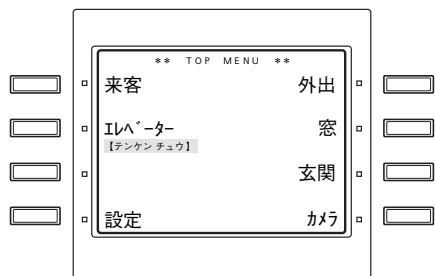 ** TOP MENU **
来客 外出
ｴﾚﾍﾞｰﾀｰ 窓
【テンケン チュウ】
玄関
設定 ｶﾒﾗ